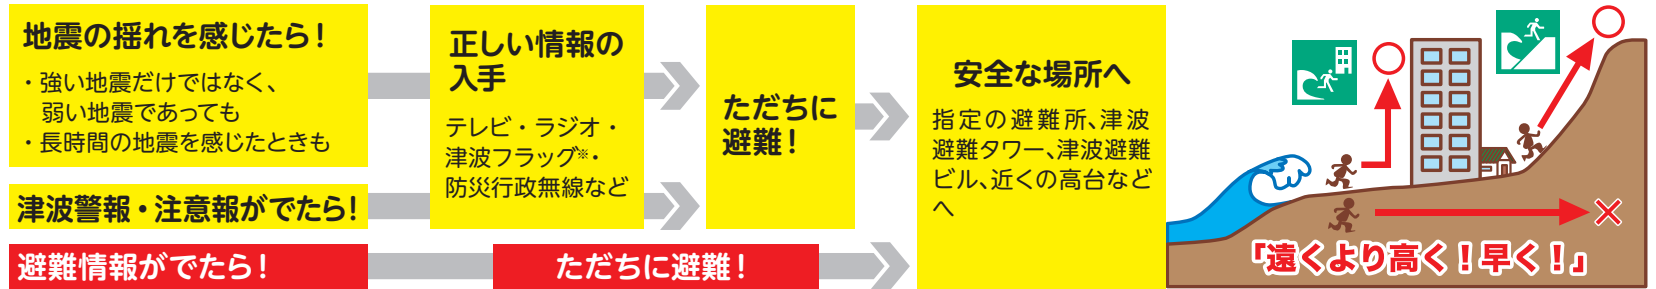 地震の揺れを感じたら！
・強い地震だけではなく、
弱い地震であっても
・長時間の地震を感じたときも
津波警報・注意報がでたら！
避難情報がでたら！
正しい情報の
入手
テレビ・ラジオ・
津波フラッグ※・
防災行政無線など
ただちに
避難！
ただちに避難！
安全な場所へ
指定の避難所、津波
避難タワー、津波避難
ビル、近くの高台など
へ
「遠くより高く！早く！」